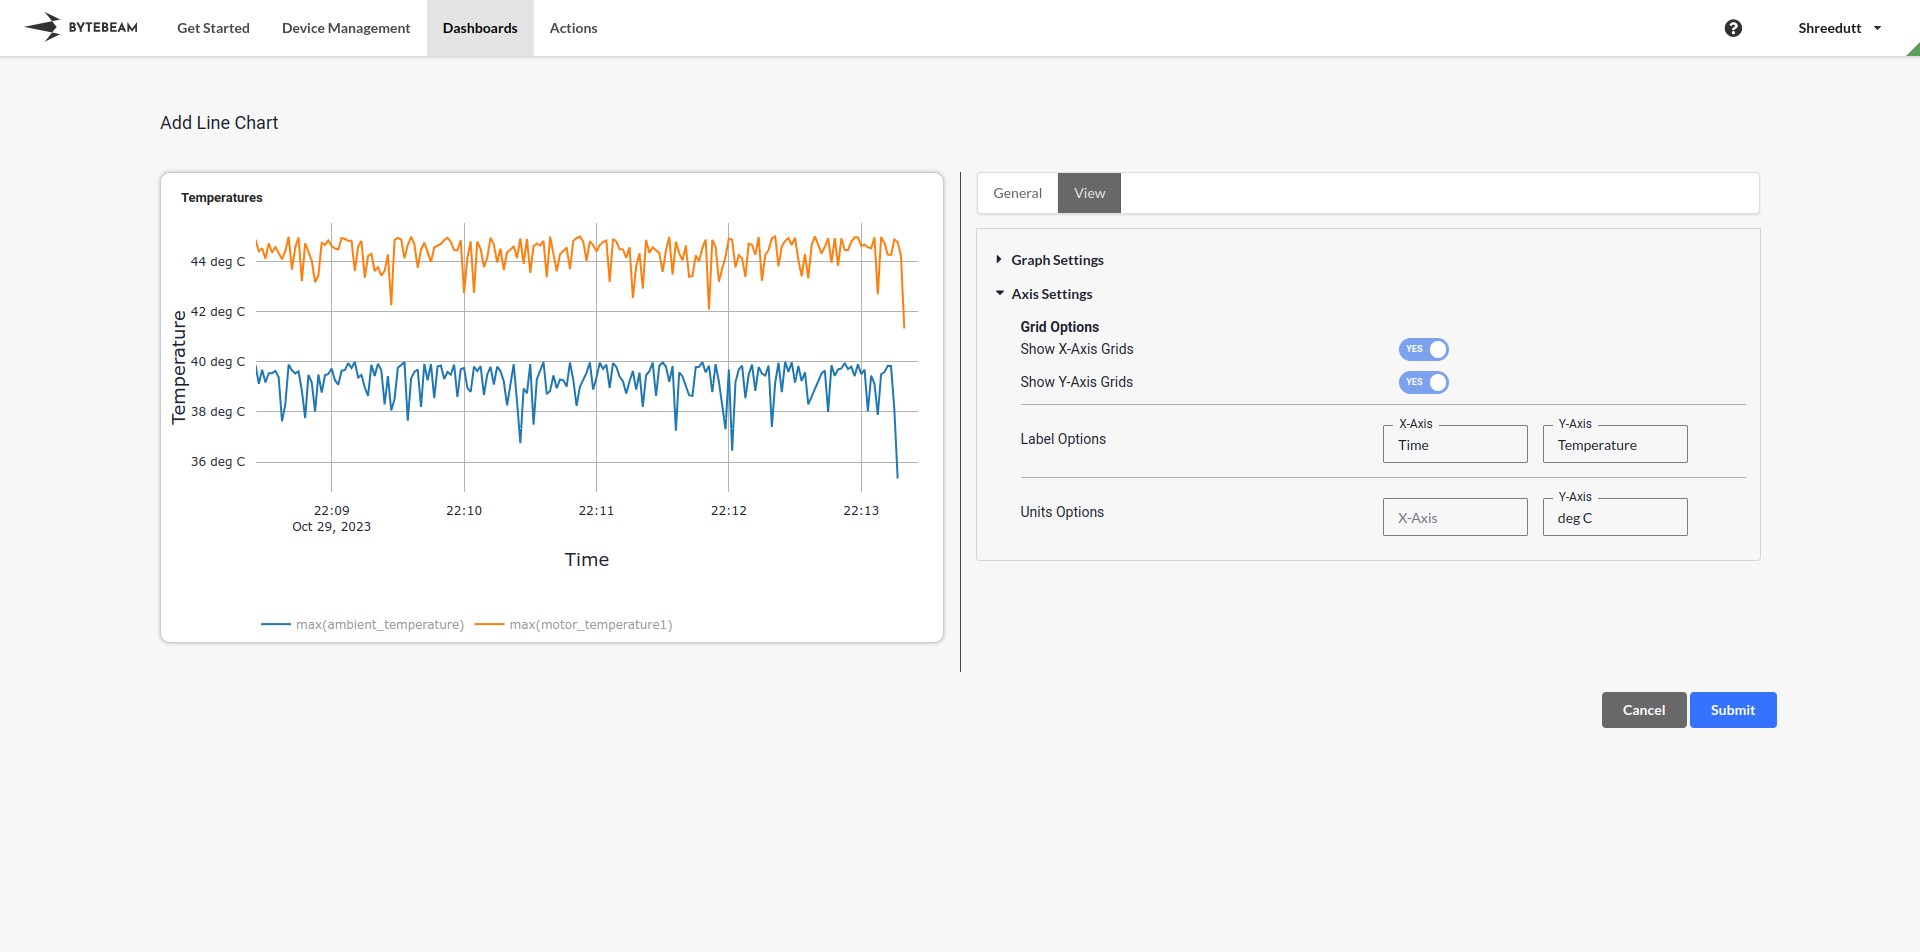 BYTEBEAM Get Started Device Management Dashboards Actions ? Shreedutt
Add Line Chart
Temperatures
44 deg C
42 deg C
40 deg C
38 deg C
36 deg C
Temperature
22:09 22:10 22:11 22:12 22:13
Oct 29, 2023
Time
max(ambient_temperature) max(motor_temperature1)
General View
Graph Settings
Axis Settings
Grid Options
Show X-Axis Grids YES
Show Y-Axis Grids YES
X-Axis Y-Axis
Label Options Time Temperature
Y-Axis
Units Options X-Axis deg C
Cancel Submit